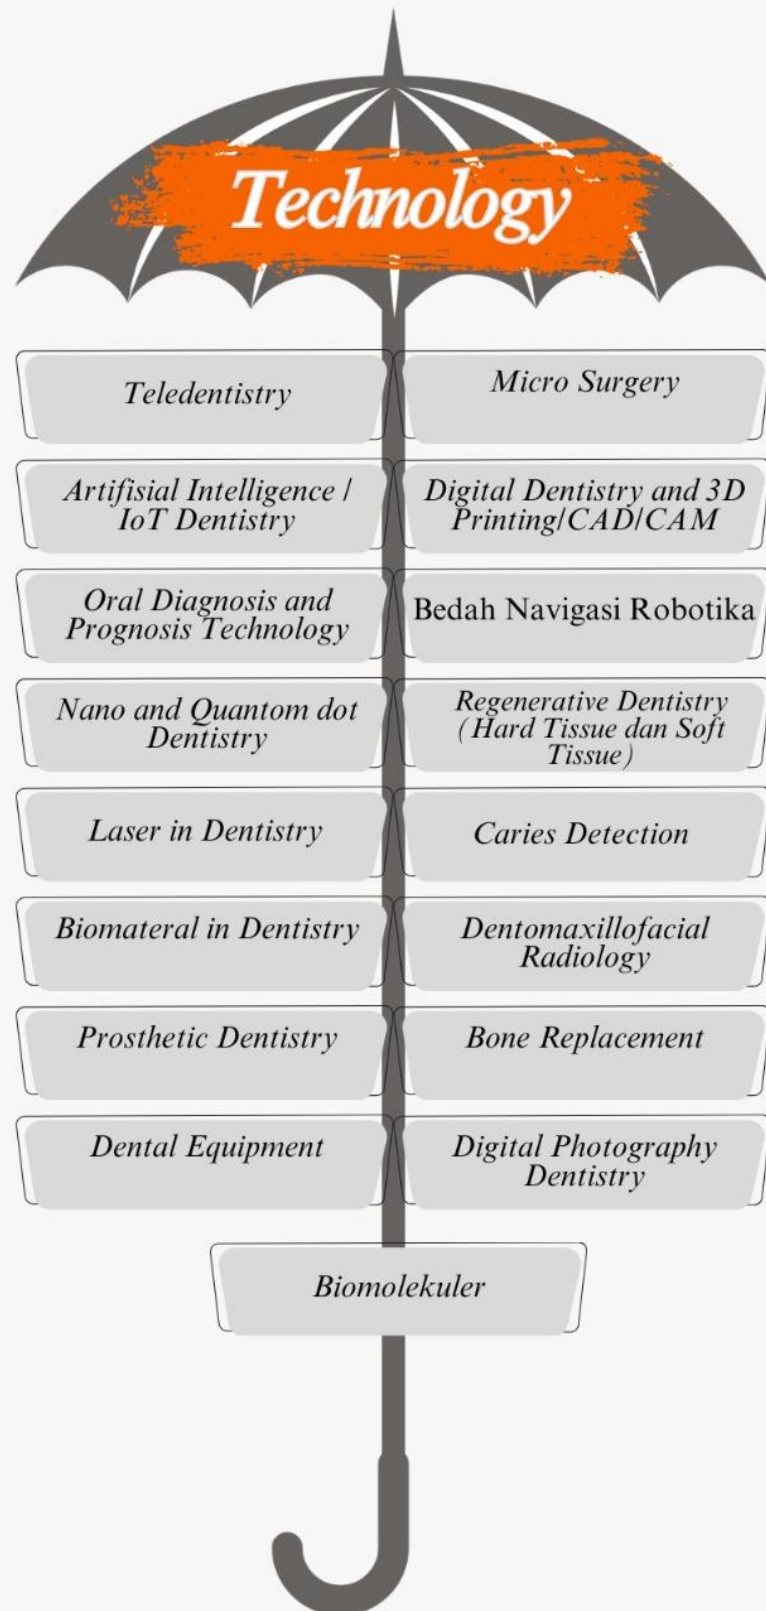 Technology
Teledentistry
Micro Surgery
Artifisial Intelligence /
IoT Dentistry
Digital Dentistry and 3D
Printing/CAD/CAM
Oral Diagnosis and
Prognosis Technology
Bedah Navigasi Robotika
Nano and Quantom dot
Dentistry
Regenerative Dentistry
(Hard Tissue dan Soft
Tissue)
Laser in Dentistry
Caries Detection
Biomateral in Dentistry
Dentomaxillofacial
Radiology
Prosthetic Dentistry
Bone Replacement
Dental Equipment
Digital Photography
Dentistry
Biomolekuler